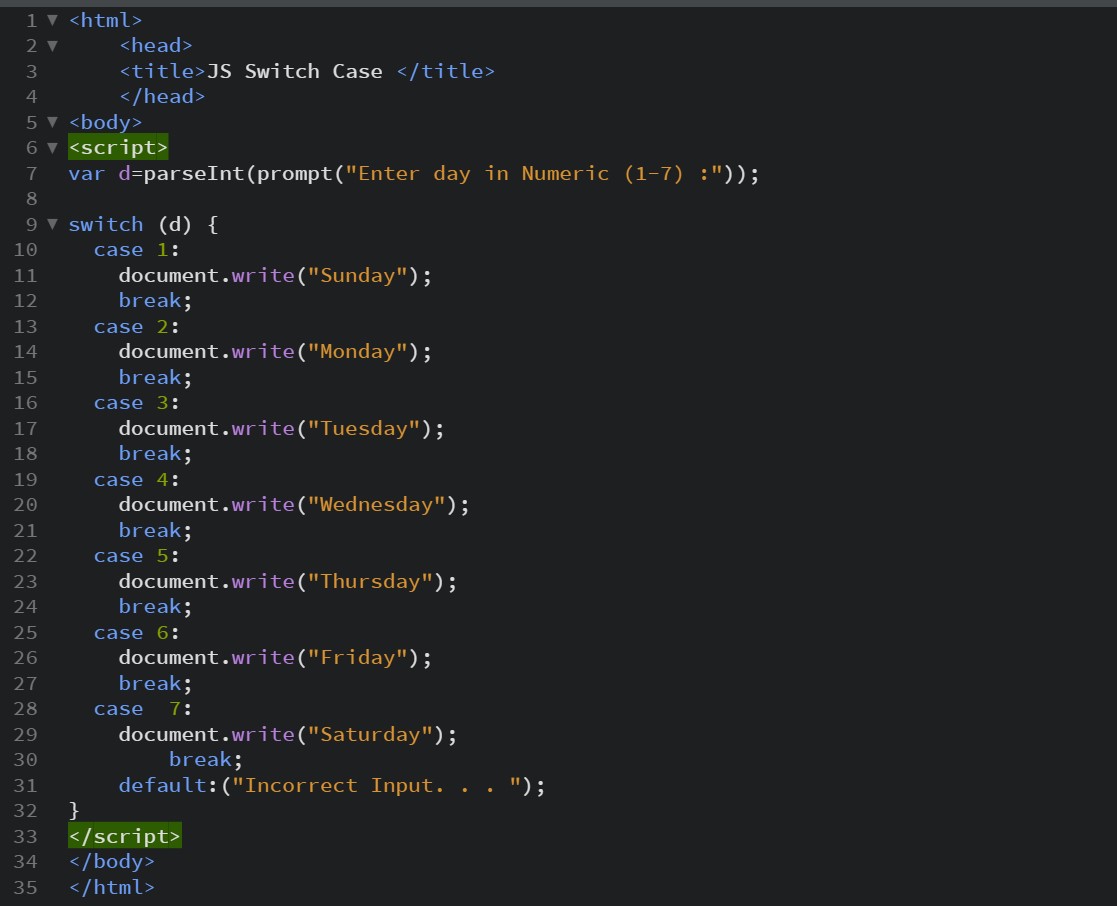 1 ▼ <html>
2 ▼     <head>
3       <title>JS Switch Case </title>
4       </head>
5 ▼ <body>
6 ▼ <script>
7   var d=parseInt(prompt("Enter day in Numeric (1-7) :"));
8
9 ▼ switch (d) {
10    case 1:
11      document.write("Sunday");
12      break;
13    case 2:
14      document.write("Monday");
15      break;
16    case 3:
17      document.write("Tuesday");
18      break;
19    case 4:
20      document.write("Wednesday");
21      break;
22    case 5:
23      document.write("Thursday");
24      break;
25    case 6:
26      document.write("Friday");
27      break;
28    case  7:
29      document.write("Saturday");
30          break;
31      default:("Incorrect Input. . . ");
32  }
33  </script>
34  </body>
35  </html>